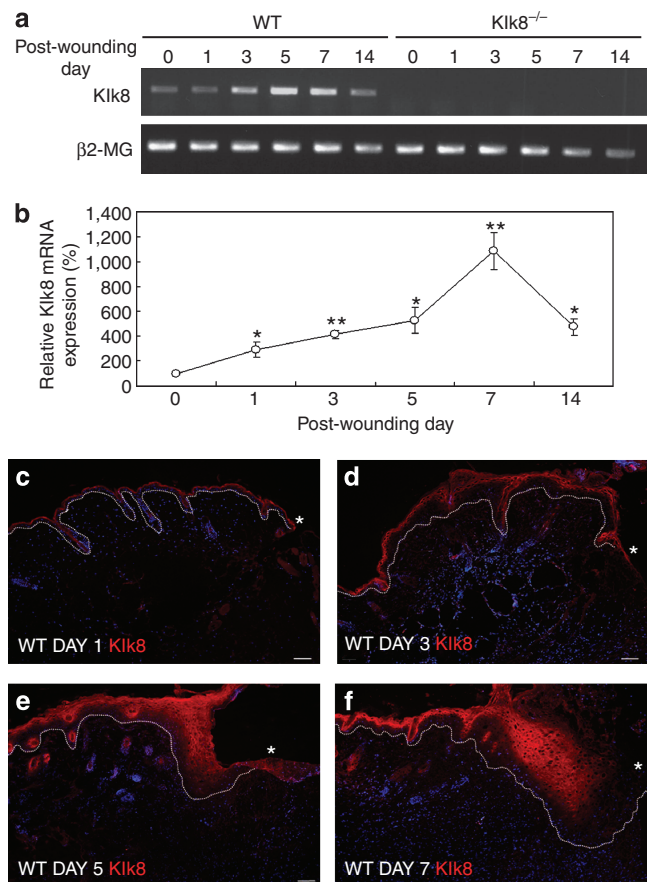 a
WT Klk8−/−
Post-wounding day 0 1 3 5 7 14 0 1 3 5 7 14
Klk8
β2-MG
b
Relative Klk8 mRNA expression (%)
1,400
1,200
1,000
800
600
400
200
0
* ** * ** *
0 1 3 5 7 14
Post-wounding day
c
*
WT DAY 1 Klk8
d
*
WT DAY 3 Klk8
e
*
WT DAY 5 Klk8
f
*
WT DAY 7 Klk8